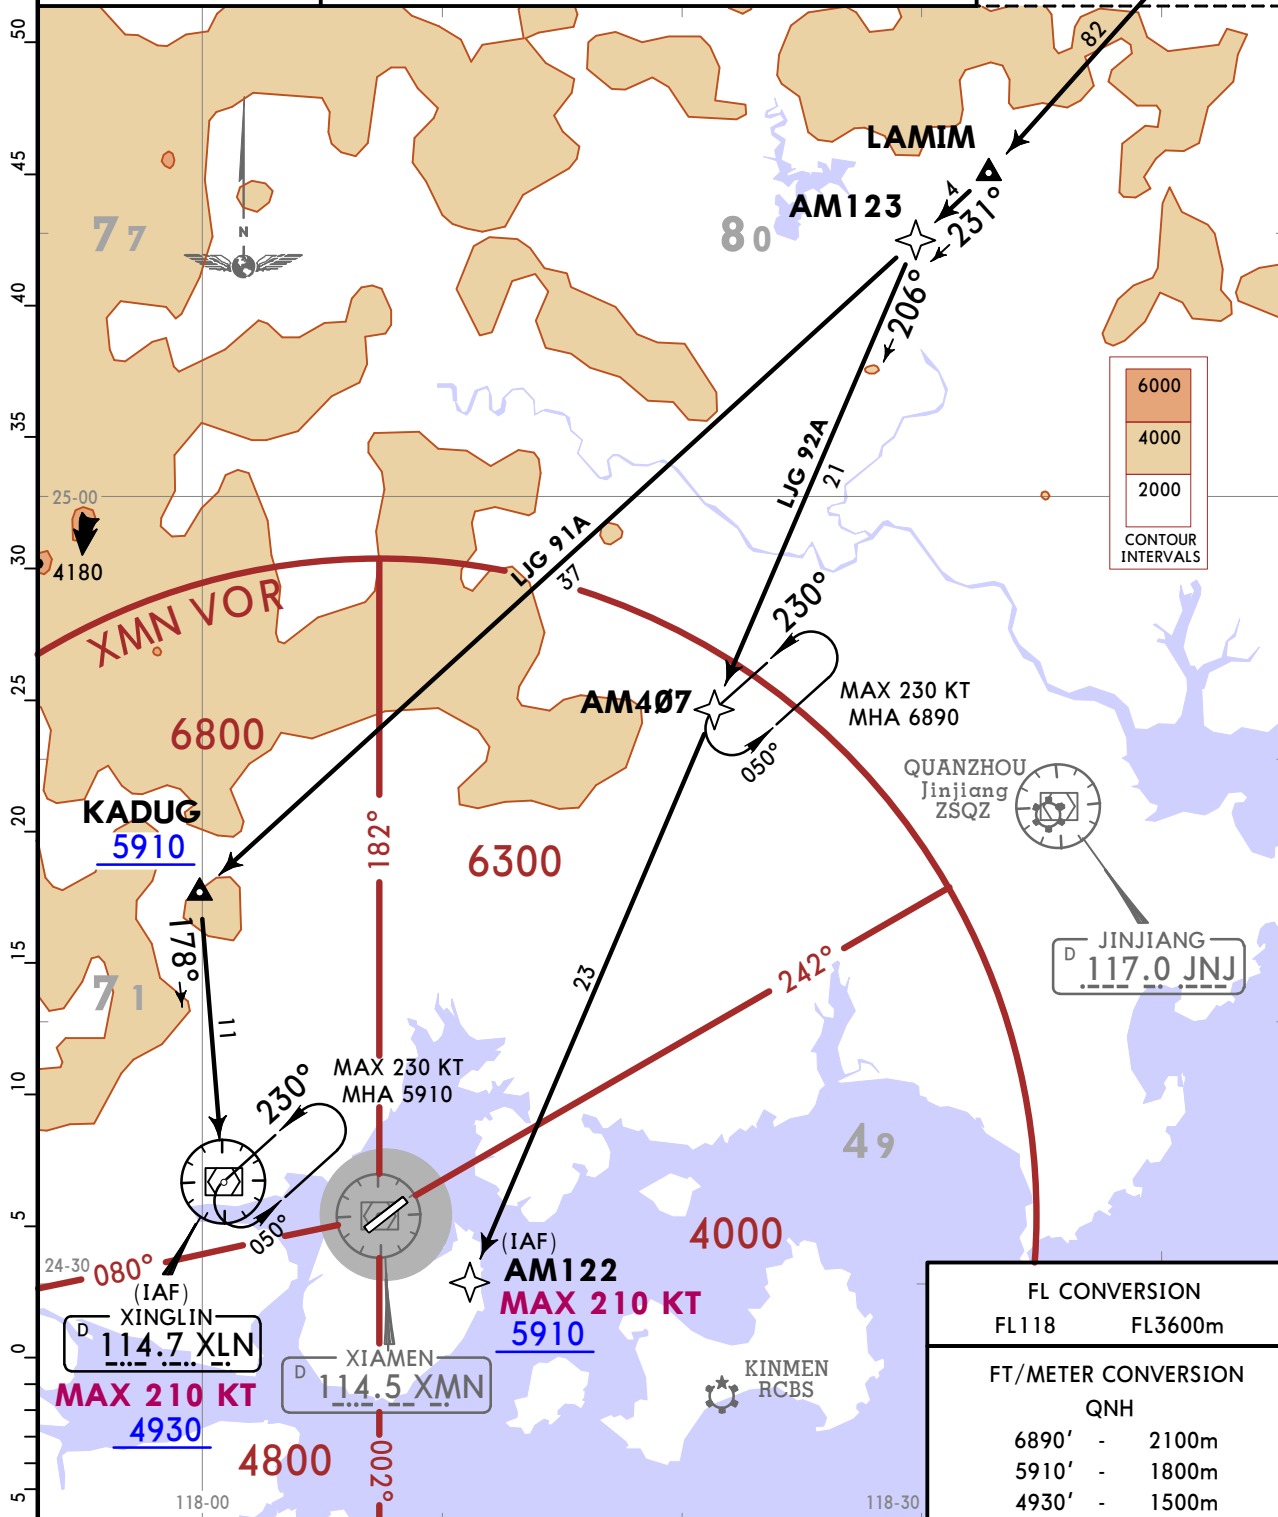 50
45
40
35
30
25
20
15
10
5
0
5
82
LAMIM
4
231°
AM123
77
80
N
206°
6000
4000
2000
CONTOUR
INTERVALS
25-00
4180
LJG 92A
21
LJG 91A
37
XMN VOR
230°
AM4Ø7
MAX 230 KT
MHA 6890
050°
6800
KADUG
5910
182°
6300
QUANZHOU
Jinjiang
ZSQZ
JINJIANG
D 117.0 JNJ
178°
71
11
23
242°
MAX 230 KT
MHA 5910
230°
050°
49
4000
24-30
080°
(IAF)
XINGLIN
D 114.7 XLN
MAX 210 KT
4930
(IAF)
AM122
MAX 210 KT
5910
XIAMEN
D 114.5 XMN
KINMEN
RCBS
4800
002°
118-00
118-30
FL CONVERSION
FL118 FL3600m
FT/METER CONVERSION
QNH
6890' - 2100m
5910' - 1800m
4930' - 1500m